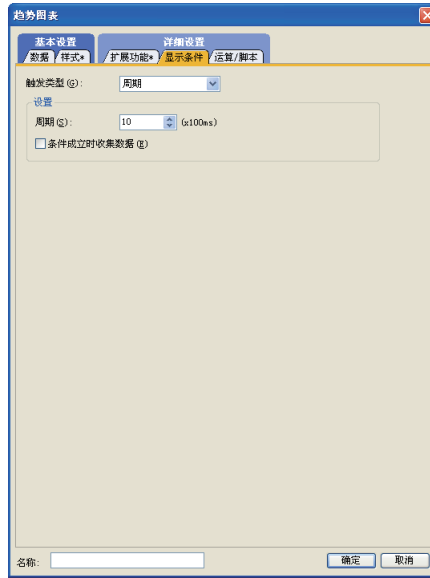 趋势图表
基本设置 详细设置
数据 样式* 扩展功能* 显示条件 运算/脚本
触发类型(G): 周期
设置
周期(S): 10 (x100ms)
条件成立时收集数据(E)
名称:
确定 取消